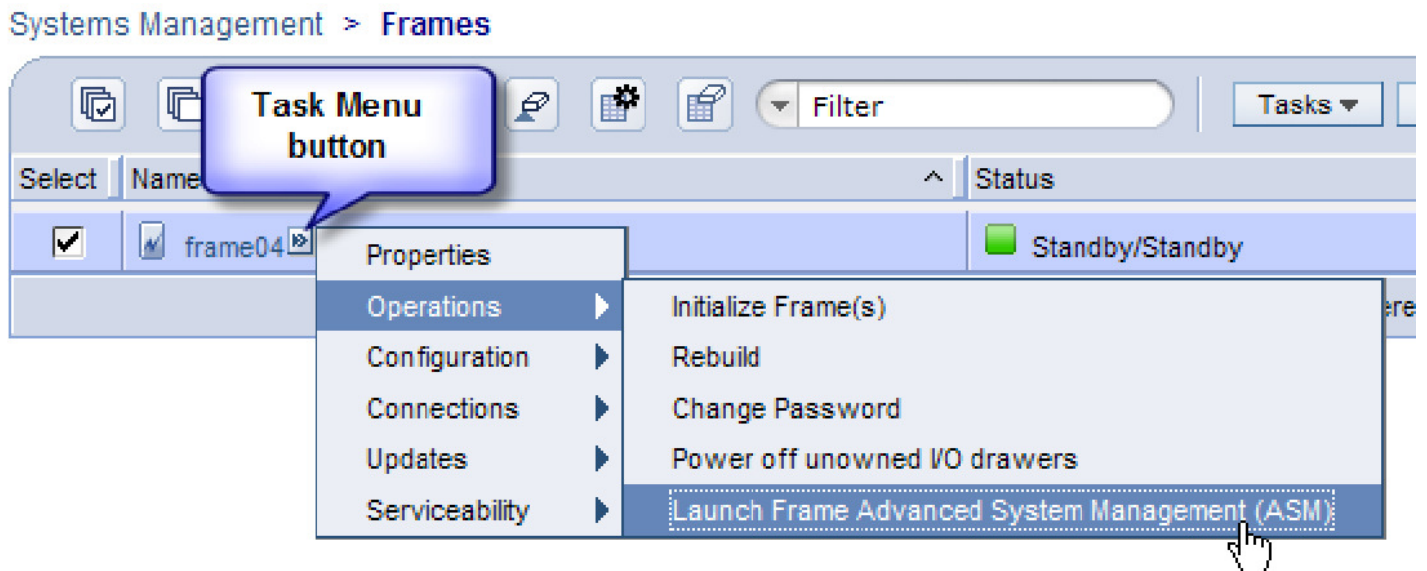 Systems Management > Frames
Task Menu
button
Filter
Tasks
Select
Name
Status
frame04
Standby/Standby
Properties
Operations
Configuration
Connections
Updates
Serviceability
Initialize Frame(s)
Rebuild
Change Password
Power off unowned I/O drawers
Launch Frame Advanced System Management (ASM)